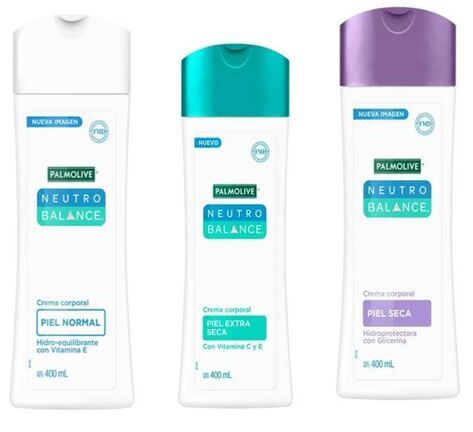 NUEVA IMAGEN
FMD
PALMOLIVE
NEUTRO
BALANCE
Crema corporal
PIEL NORMAL
Hidro-equilibrante
con Vitamina E
400 mL
NUEVO
FMD
PALMOLIVE
NEUTRO
BALANCE
Crema corporal
PIEL EXTRA
SECA
Con Vitamina C y E
400 mL
NUEVA IMAGEN
FMD
PALMOLIVE
NEUTRO
BALANCE
Crema corporal
PIEL SECA
Hidroprotectora
con Glicerina
400 mL